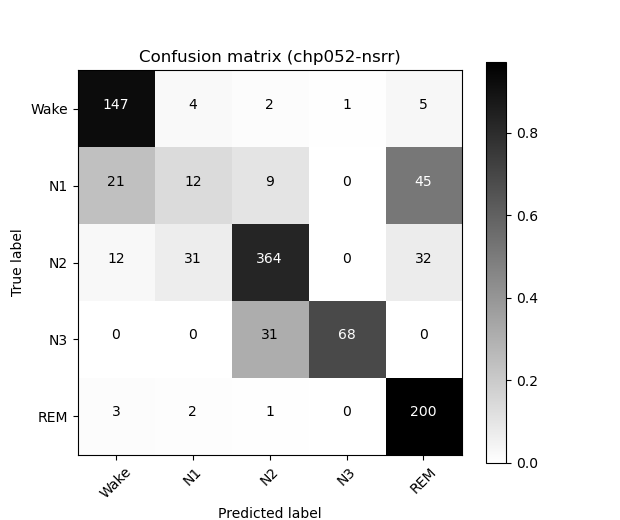 Confusion matrix (chp052-nsrr)
Wake 147 4 2 1 5
N1 21 12 9 0 45
N2 12 31 364 0 32
N3 0 0 31 68 0
REM 3 2 1 0 200
Wake N1 N2 N3 REM
Predicted label
True label
0.8
0.6
0.4
0.2
0.0